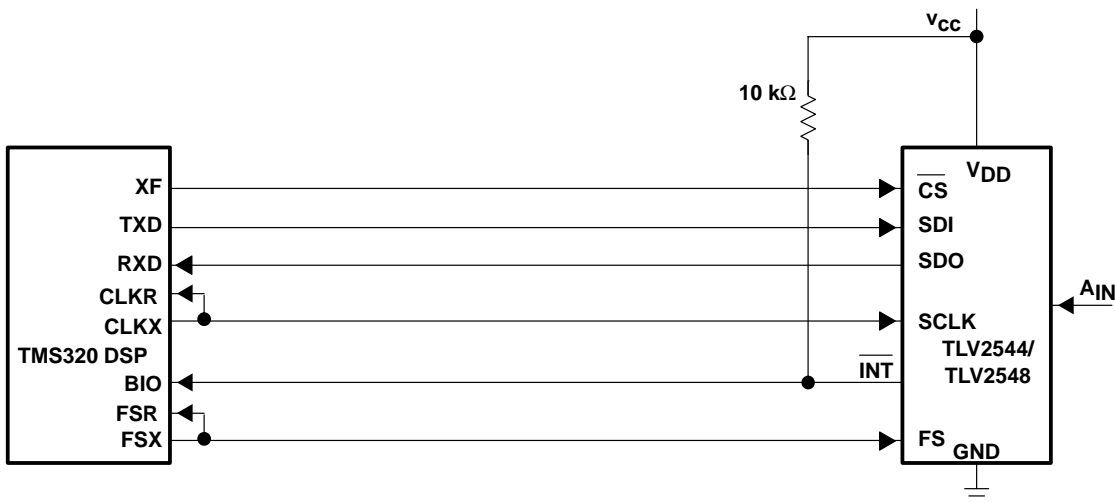 vCC
10 kΩ
VDD
XF
CS
TXD
SDI
RXD
SDO
CLKR
AIN
CLKX
SCLK
TMS320 DSP
TLV2544/
TLV2548
INT
BIO
FSR
FSX
FS
GND